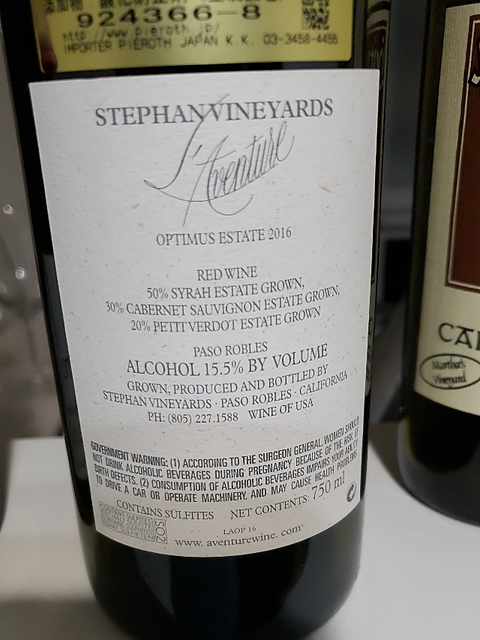 924366-8
http://www.pieroth.jp/
IMPORTER PIEROTH JAPAN K.K. 03-3458-4455
STEPHAN VINEYARDS
L'Aventure
OPTIMUS ESTATE 2016
RED WINE
50% SYRAH ESTATE GROWN,
30% CABERNET SAUVIGNON ESTATE GROWN,
20% PETIT VERDOT ESTATE GROWN
PASO ROBLES
ALCOHOL 15.5% BY VOLUME
GROWN, PRODUCED AND BOTTLED BY
STEPHAN VINEYARDS · PASO ROBLES · CALIFORNIA
PH: (805) 227.1588 WINE OF USA
GOVERNMENT WARNING: (1) ACCORDING TO THE SURGEON GENERAL, WOMEN SHOULD
NOT DRINK ALCOHOLIC BEVERAGES DURING PREGNANCY BECAUSE OF THE RISK OF
BIRTH DEFECTS. (2) CONSUMPTION OF ALCOHOLIC BEVERAGES IMPAIRS YOUR ABILITY
TO DRIVE A CAR OR OPERATE MACHINERY, AND MAY CAUSE HEALTH PROBLEMS.
CONTAINS SULFITES NET CONTENTS: 750 ml
SO2
LAOP 16
www.aventurewine.com
CA
Martha's
Vineyard